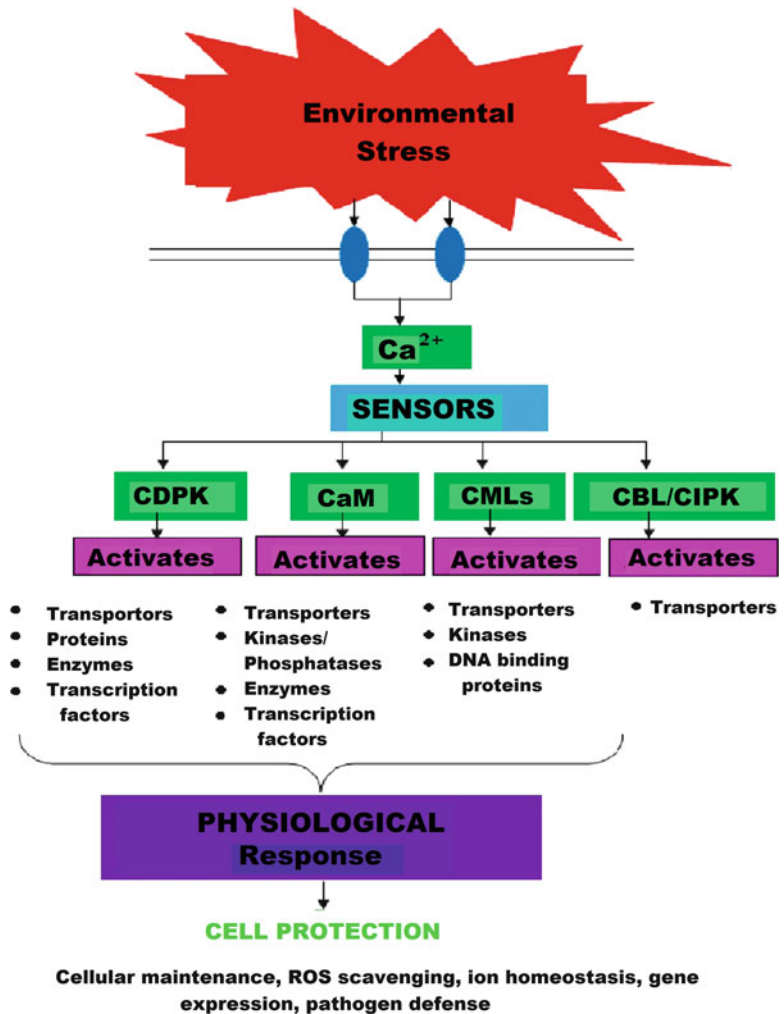 Environmental
Stress
Ca2+
SENSORS
CDPK
CaM
CMLs
CBL/CIPK
Activates
Activates
Activates
Activates
• Transportors
• Proteins
• Enzymes
• Transcription
factors
• Transporters
• Kinases/
Phosphatases
• Enzymes
• Transcription
factors
• Transporters
• Kinases
• DNA binding
proteins
• Transporters
PHYSIOLOGICAL
Response
CELL PROTECTION
Cellular maintenance, ROS scavenging, ion homeostasis, gene
expression, pathogen defense